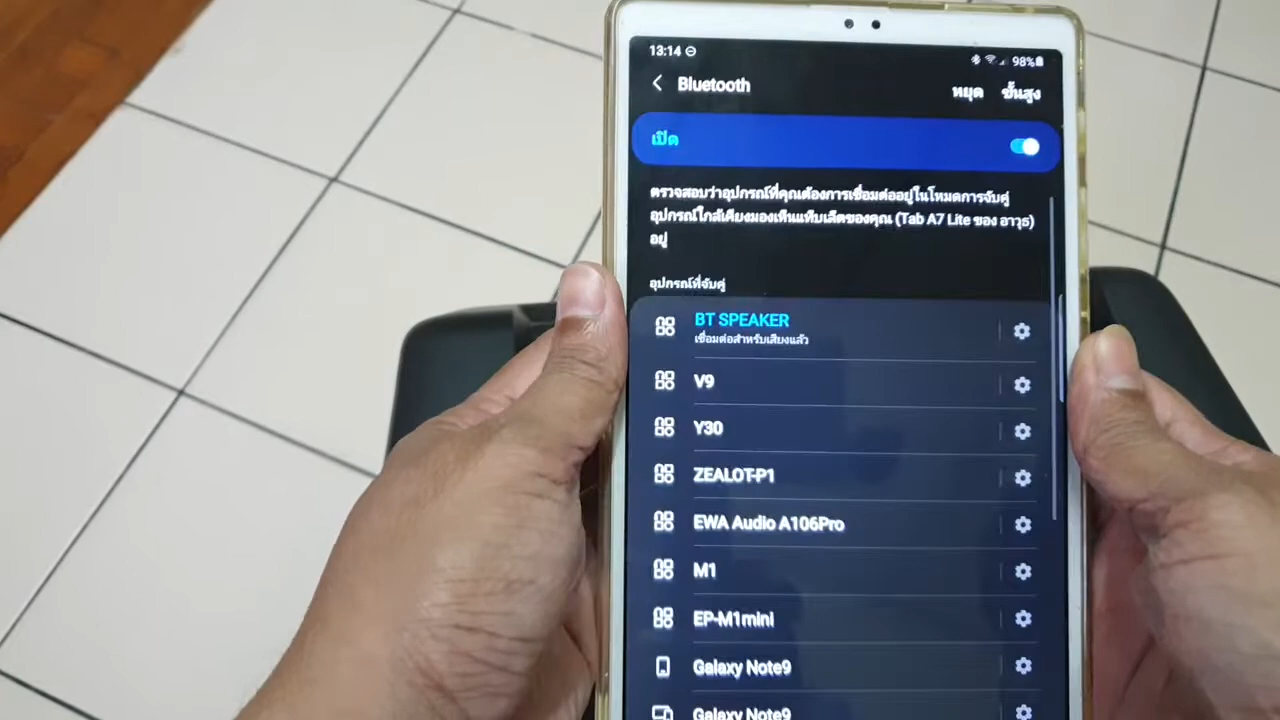 13:14
98%
Bluetooth
หยุด ขั้นสูง
เปิด
ตรวจสอบว่าอุปกรณ์ที่คุณต้องการเชื่อมต่ออยู่ในโหมดการจับคู่
อุปกรณ์ใกล้เคียงมองเห็นแท็บเล็ตของคุณ (Tab A7 Lite ของ อาวุธ)
อยู่
อุปกรณ์ที่จับคู่
BT SPEAKER
เชื่อมต่อสำหรับเสียงแล้ว
V9
Y30
ZEALOT-P1
EWA Audio A106Pro
M1
EP-M1mini
Galaxy Note9
Galaxy Note9